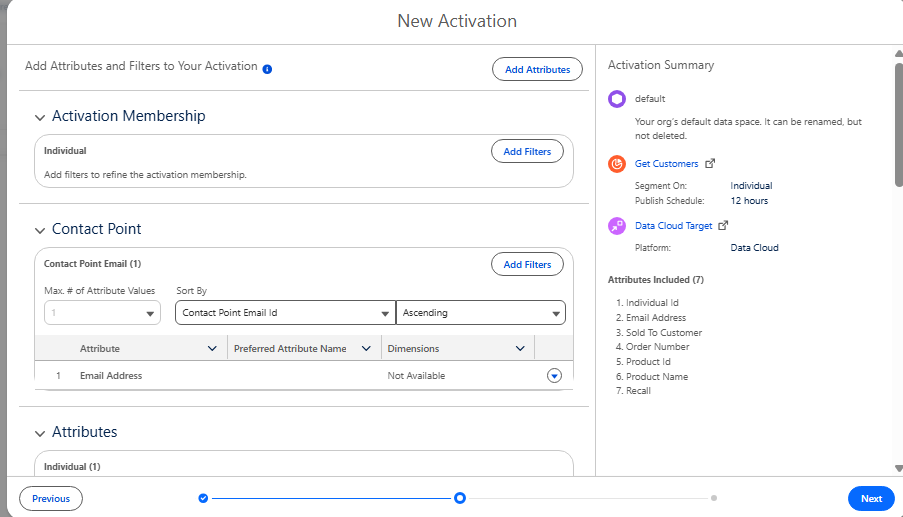 New Activation
Add Attributes and Filters to Your Activation
Add Attributes
Activation Membership
Individual
Add Filters
Add filters to refine the activation membership.
Contact Point
Contact Point Email (1)
Add Filters
Max. # of Attribute Values
Sort By
1
Contact Point Email Id
Ascending
Attribute
Preferred Attribute Name
Dimensions
1 Email Address
Not Available
Attributes
Individual (1)
Activation Summary
default
Your org's default data space. It can be renamed, but
not deleted.
Get Customers
Segment On: Individual
Publish Schedule: 12 hours
Data Cloud Target
Platform: Data Cloud
Attributes Included (7)
1. Individual Id
2. Email Address
3. Sold To Customer
4. Order Number
5. Product Id
6. Product Name
7. Recall
Previous
Next